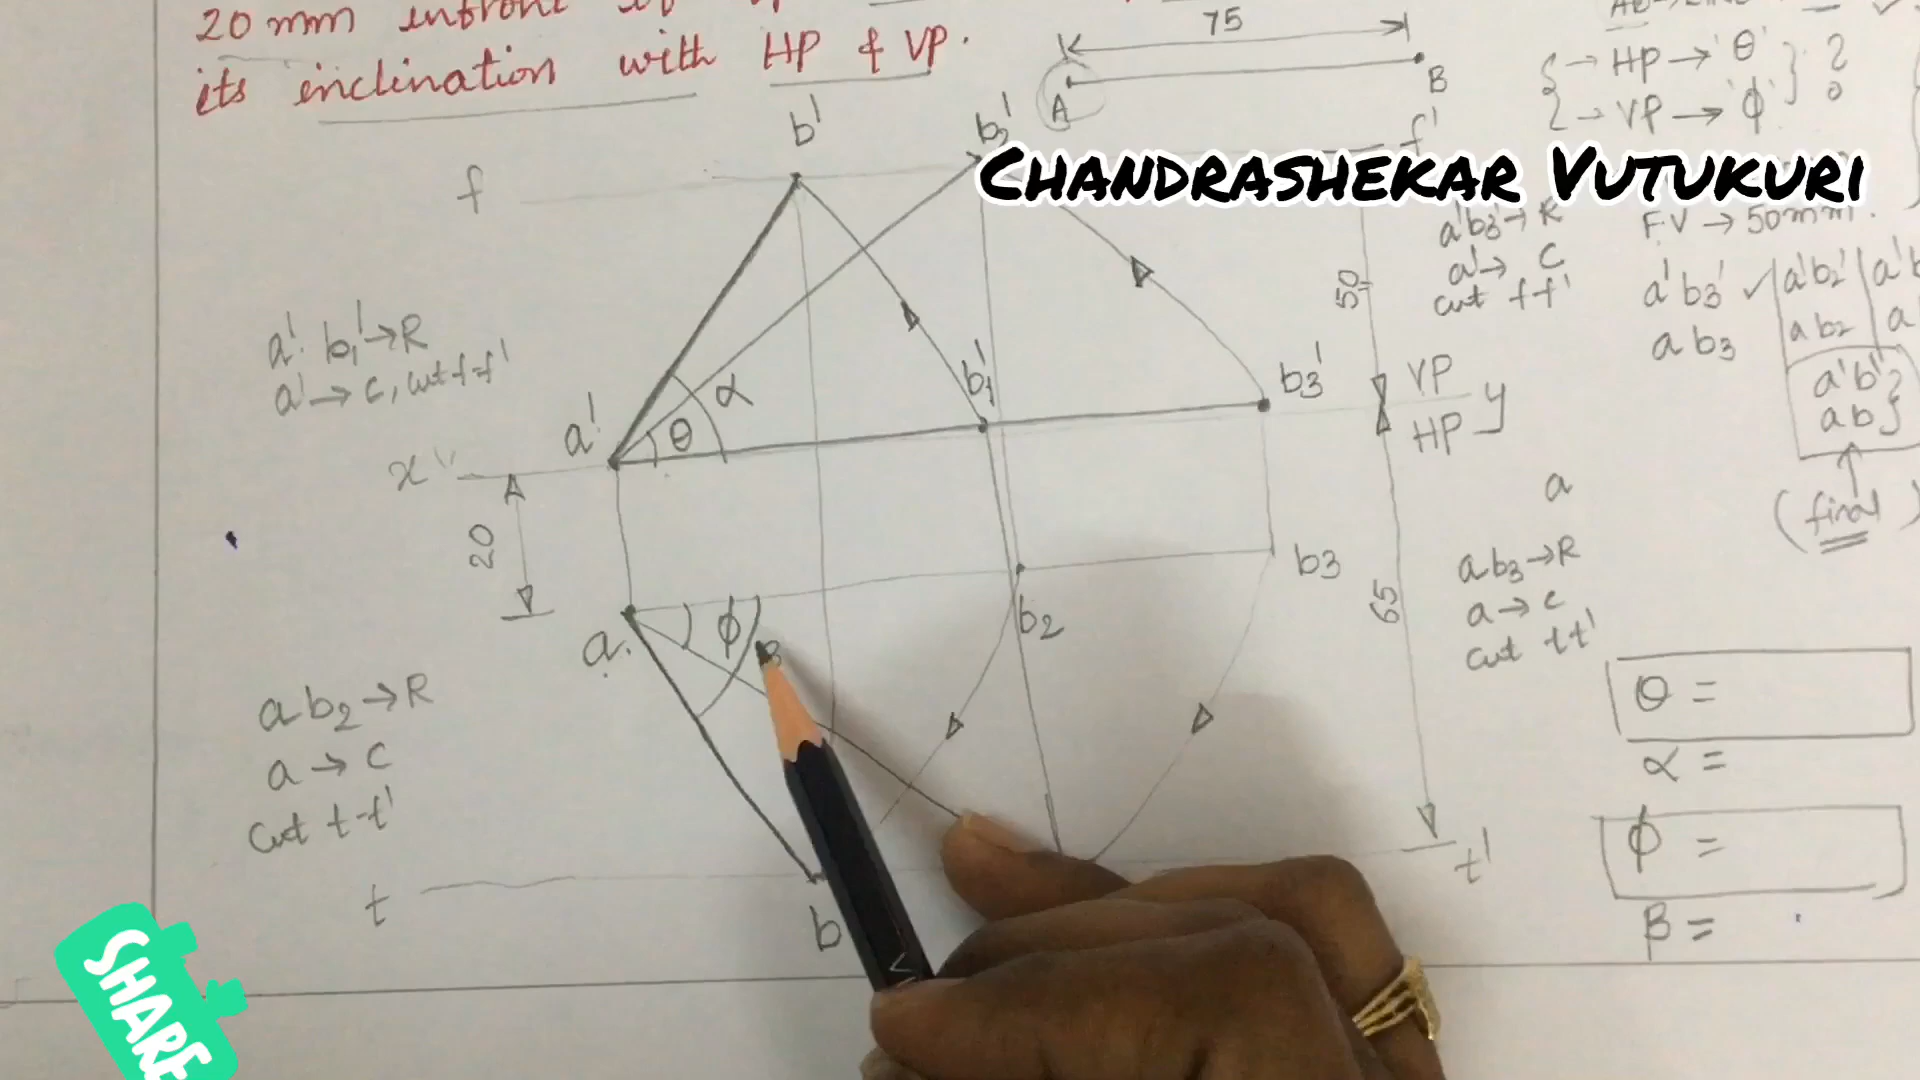 20 mm infront of
its inclination with HP & VP.
75
A
B
HP → 'θ'
VP → 'ϕ'
} ?
b'
b2'
f
f'
CHANDRASHEKAR VUTUKURI
a'b3' → R
a' → C
cut f f'
F.V → 50mm.
a'b3' ✓
a'b2'
a'b
ab3
ab2
a
a'b' }
ab }
(final)
50
a' b1' → R
a' → C, cut f-f'
a'
θ
α
b1'
b3'
VP
HP
x
y
20
a
a.
ϕ
β
b2
b3
65
ab3 → R
a → c
cut t t'
ab2 → R
a → C
cut t-t'
t
b
t'
θ =
α =
ϕ =
β =
SHARE